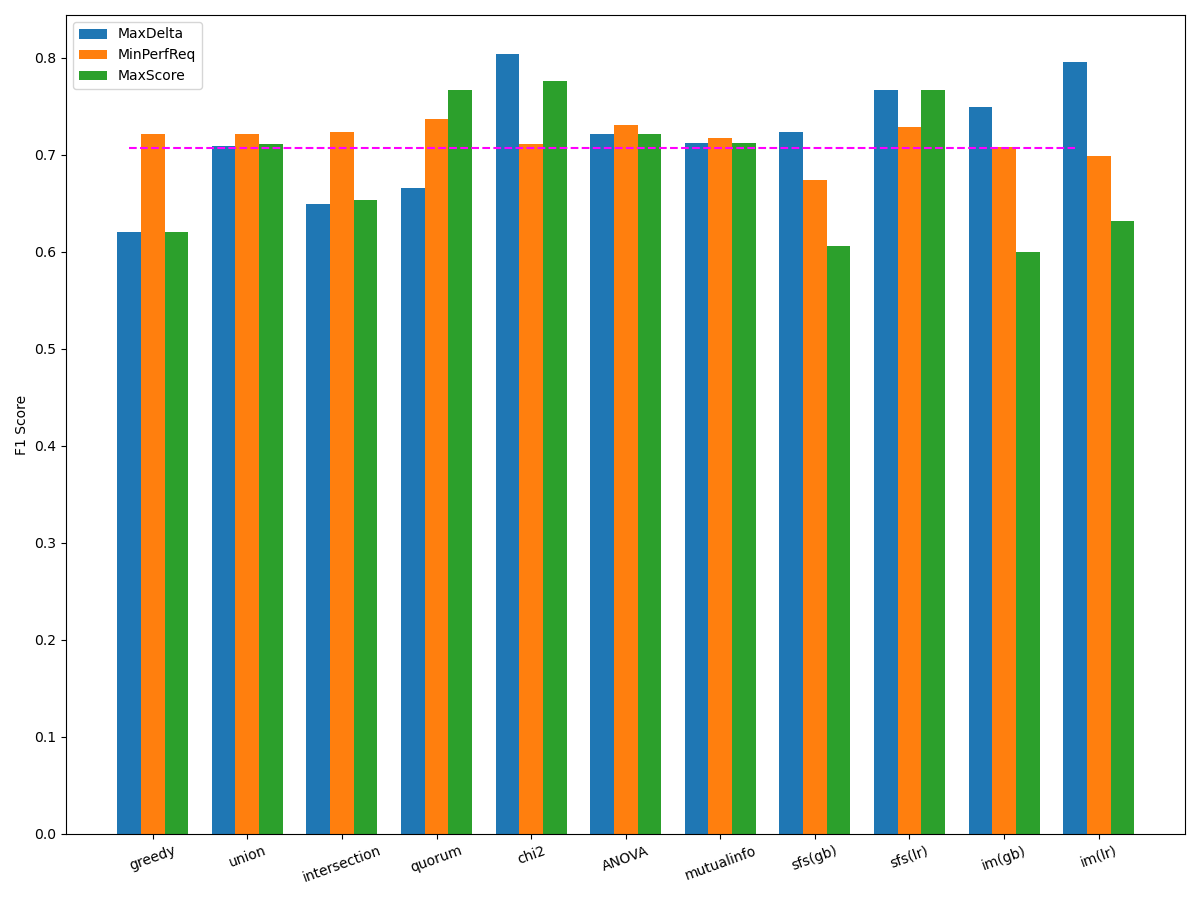 MaxDelta
MinPerfReq
MaxScore
F1 Score
0.8
0.7
0.6
0.5
0.4
0.3
0.2
0.1
0.0
greedy union intersection quorum chi2 ANOVA mutualinfo sfs(gb) sfs(lr) im(gb) im(lr)